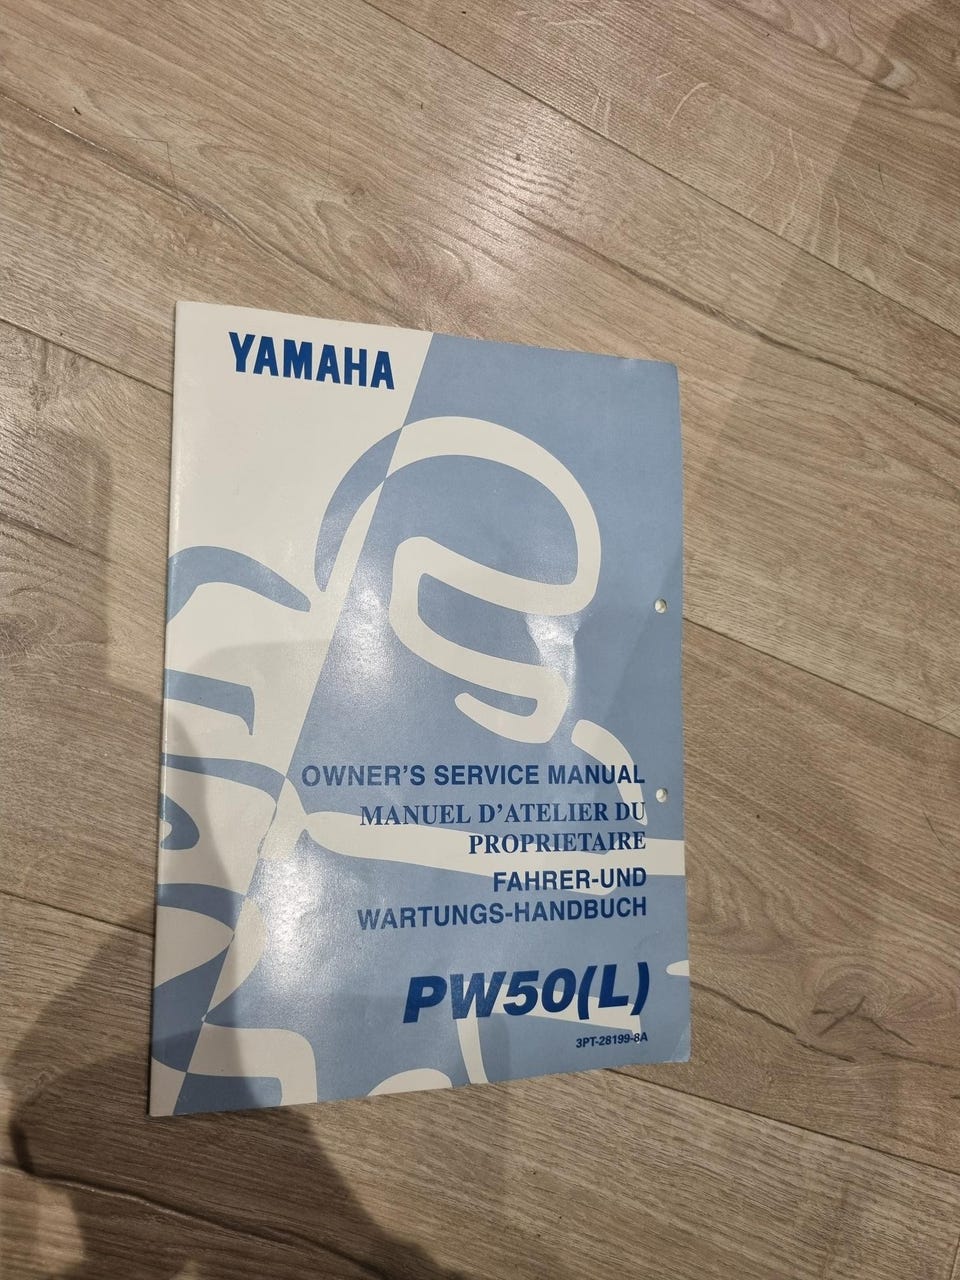 YAMAHA
OWNER'S SERVICE MANUAL
MANUEL D'ATELIER DU
PROPRIETAIRE
FAHRER-UND
WARTUNGS-HANDBUCH
PW50(L)
3PT-28199-8A